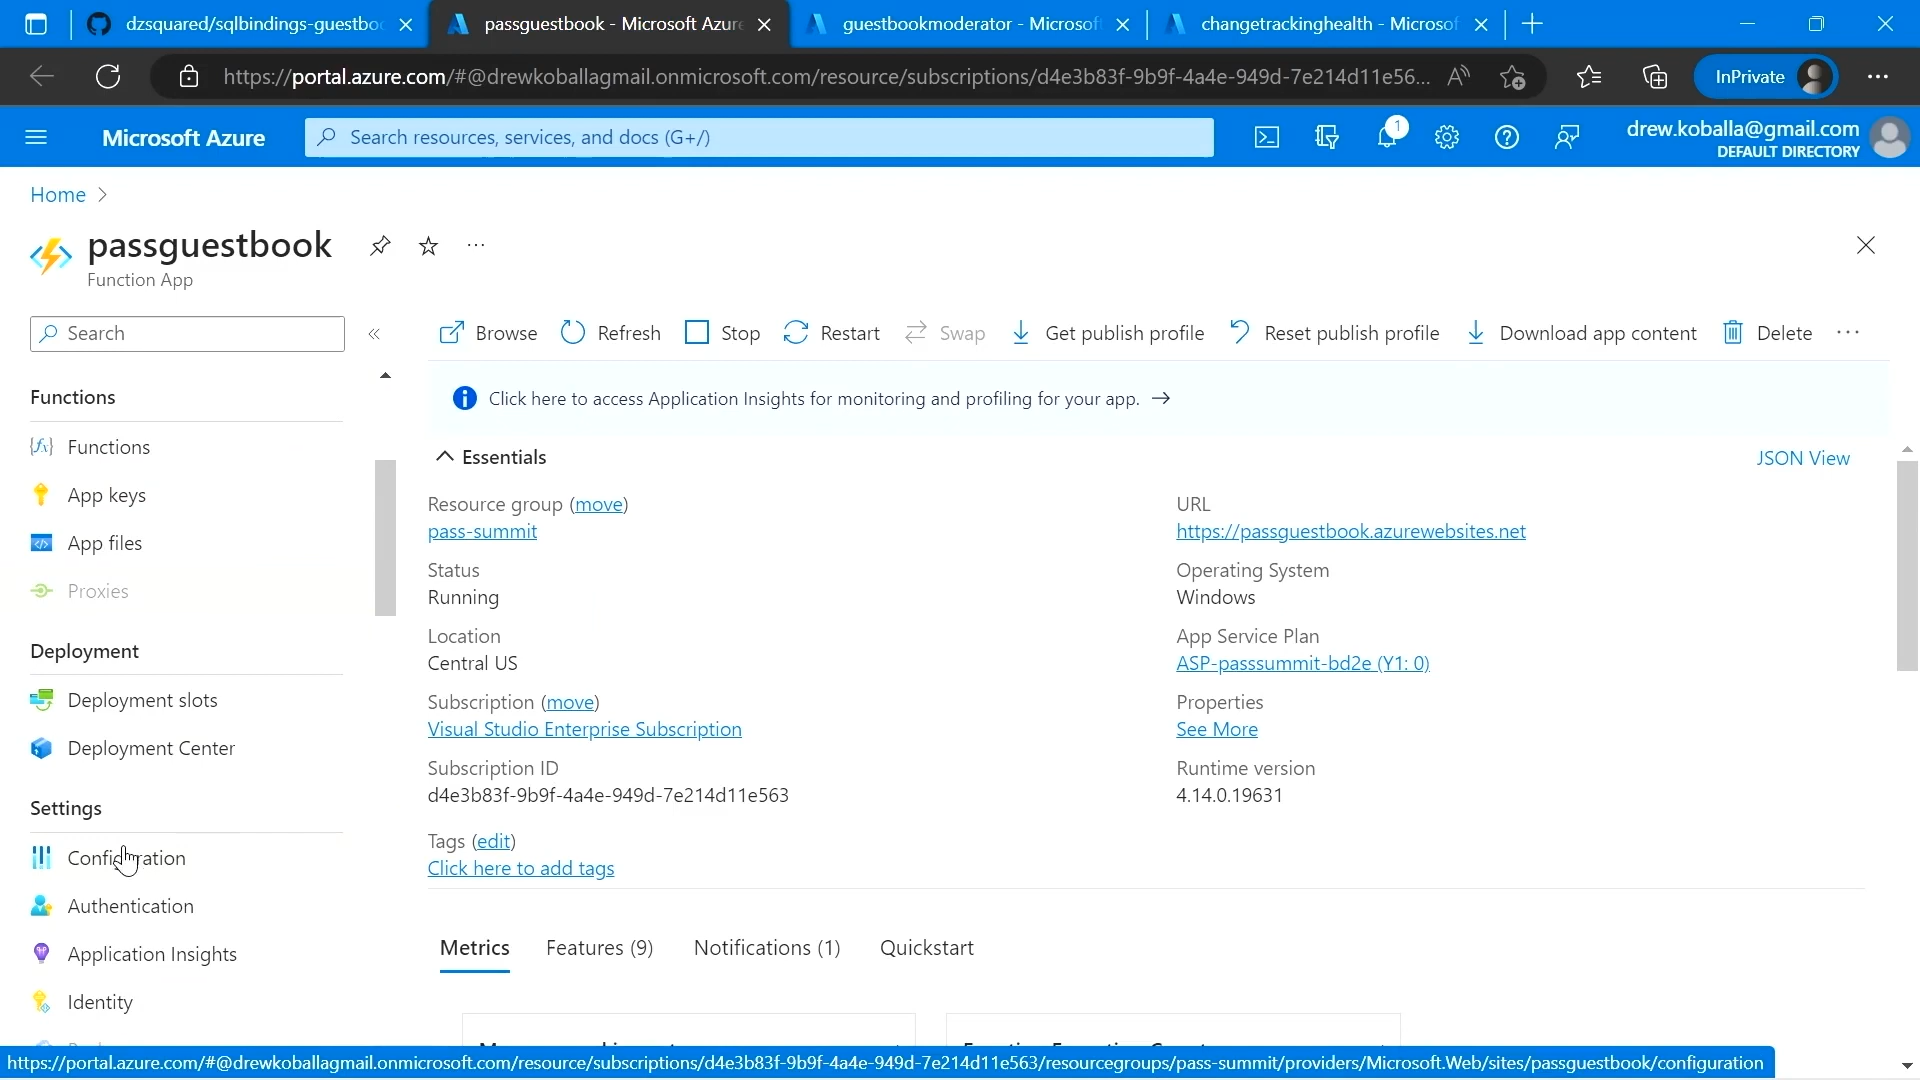 dzsquared/sqlbindings-guestbo
passguestbook - Microsoft Azure
guestbookmoderator - Microsoft
changetrackinghealth - Microsof
https://portal.azure.com/#@drewkoballagmail.onmicrosoft.com/resource/subscriptions/d4e3b83f-9b9f-4a4e-949d-7e214d11e56...
InPrivate
Microsoft Azure
Search resources, services, and docs (G+/)
1
drew.koballa@gmail.com
DEFAULT DIRECTORY
Home
passguestbook
Function App
Search
Browse
Refresh
Stop
Restart
Swap
Get publish profile
Reset publish profile
Download app content
Delete
Click here to access Application Insights for monitoring and profiling for your app.
Functions
Functions
App keys
App files
Proxies
Deployment
Deployment slots
Deployment Center
Settings
Configuration
Authentication
Application Insights
Identity
Essentials
JSON View
Resource group (move)
pass-summit
Status
Running
Location
Central US
Subscription (move)
Visual Studio Enterprise Subscription
Subscription ID
d4e3b83f-9b9f-4a4e-949d-7e214d11e563
Tags (edit)
Click here to add tags
URL
https://passguestbook.azurewebsites.net
Operating System
Windows
App Service Plan
ASP-passsummit-bd2e (Y1: 0)
Properties
See More
Runtime version
4.14.0.19631
Metrics
Features (9)
Notifications (1)
Quickstart
https://portal.azure.com/#@drewkoballagmail.onmicrosoft.com/resource/subscriptions/d4e3b83f-9b9f-4a4e-949d-7e214d11e563/resourcegroups/pass-summit/providers/Microsoft.Web/sites/passguestbook/configuration